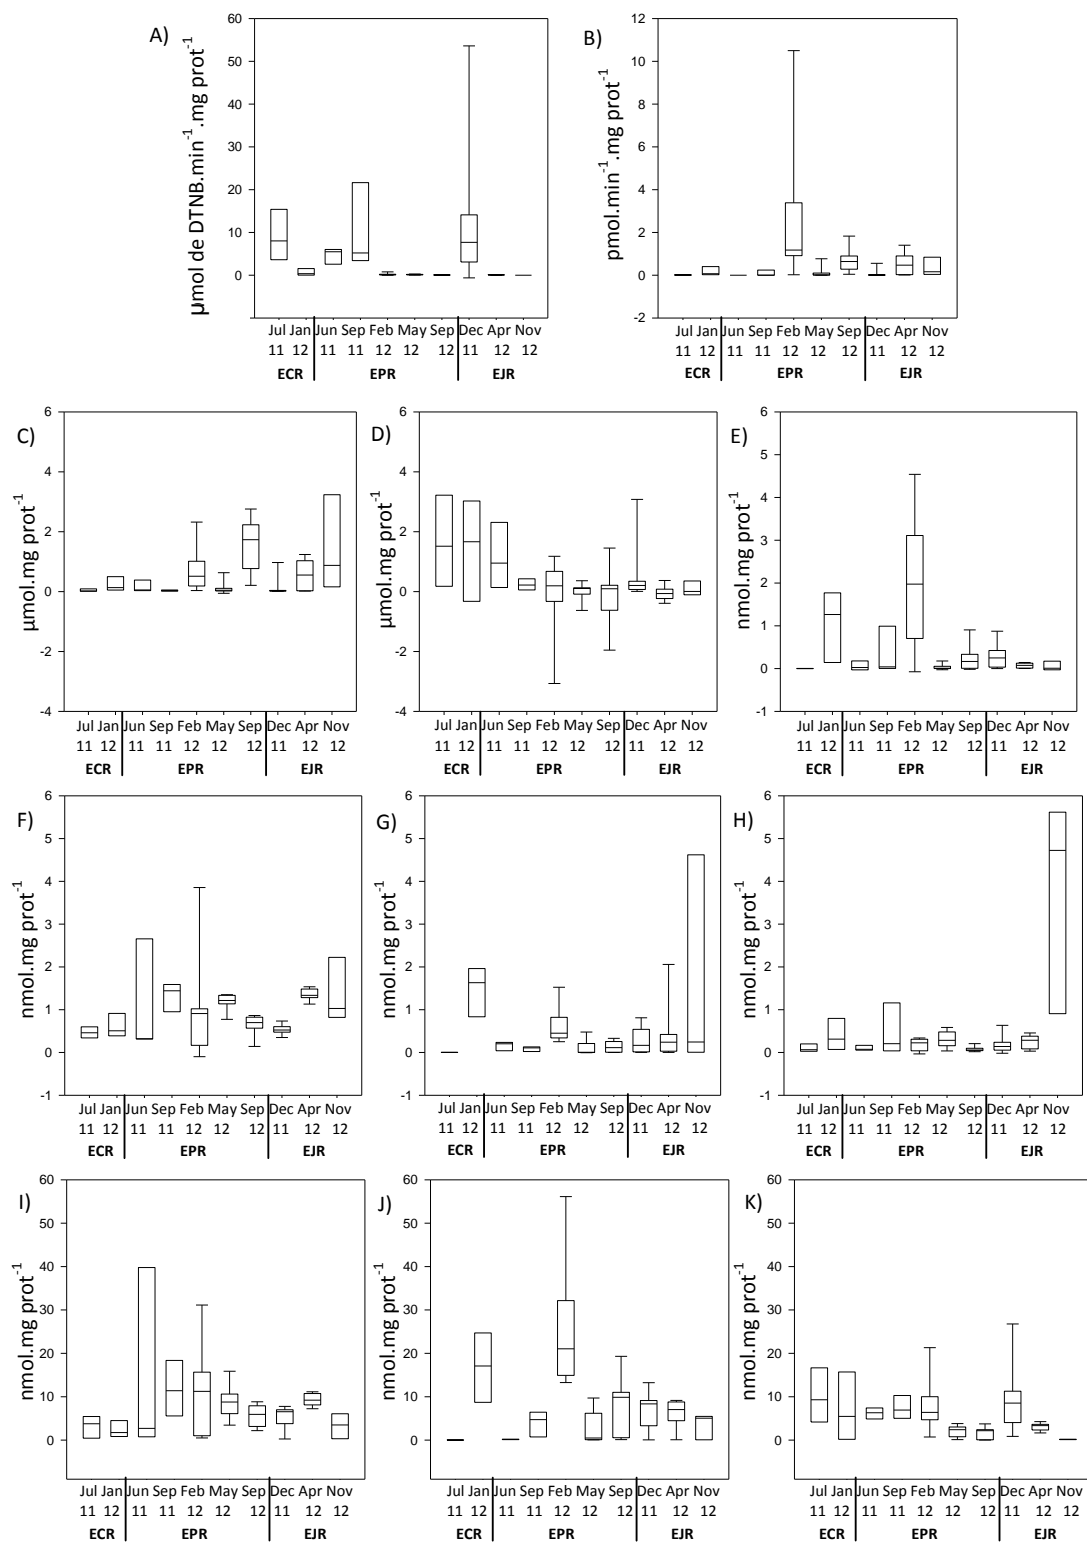 A)
µmol de DTNB.min⁻¹.mg prot⁻¹
60
50
40
30
20
10
0
Jul Jan Jun Sep Feb May Sep Dec Apr Nov
11 12 11 11 12 12 12 11 12 12
ECR EPR EJR
B)
pmol.min⁻¹.mg prot⁻¹
12
10
8
6
4
2
0
-2
Jul Jan Jun Sep Feb May Sep Dec Apr Nov
11 12 11 11 12 12 12 11 12 12
ECR EPR EJR
C)
µmol.mg prot⁻¹
6
4
2
0
-2
-4
Jul Jan Jun Sep Feb May Sep Dec Apr Nov
11 12 11 11 12 12 12 11 12 12
ECR EPR EJR
D)
µmol.mg prot⁻¹
6
4
2
0
-2
-4
Jul Jan Jun Sep Feb May Sep Dec Apr Nov
11 12 11 11 12 12 12 11 12 12
ECR EPR EJR
E)
nmol.mg prot⁻¹
6
5
4
3
2
1
0
-1
Jul Jan Jun Sep Feb May Sep Dec Apr Nov
11 12 11 11 12 12 12 11 12 12
ECR EPR EJR
F)
nmol.mg prot⁻¹
6
5
4
3
2
1
0
-1
Jul Jan Jun Sep Feb May Sep Dec Apr Nov
11 12 11 11 12 12 12 11 12 12
ECR EPR EJR
G)
nmol.mg prot⁻¹
6
5
4
3
2
1
0
-1
Jul Jan Jun Sep Feb May Sep Dec Apr Nov
11 12 11 11 12 12 12 11 12 12
ECR EPR EJR
H)
nmol.mg prot⁻¹
6
5
4
3
2
1
0
-1
Jul Jan Jun Sep Feb May Sep Dec Apr Nov
11 12 11 11 12 12 12 11 12 12
ECR EPR EJR
I)
nmol.mg prot⁻¹
60
50
40
30
20
10
0
Jul Jan Jun Sep Feb May Sep Dec Apr Nov
11 12 11 11 12 12 12 11 12 12
ECR EPR EJR
J)
nmol.mg prot⁻¹
60
50
40
30
20
10
0
Jul Jan Jun Sep Feb May Sep Dec Apr Nov
11 12 11 11 12 12 12 11 12 12
ECR EPR EJR
K)
nmol.mg prot⁻¹
60
50
40
30
20
10
0
Jul Jan Jun Sep Feb May Sep Dec Apr Nov
11 12 11 11 12 12 12 11 12 12
ECR EPR EJR